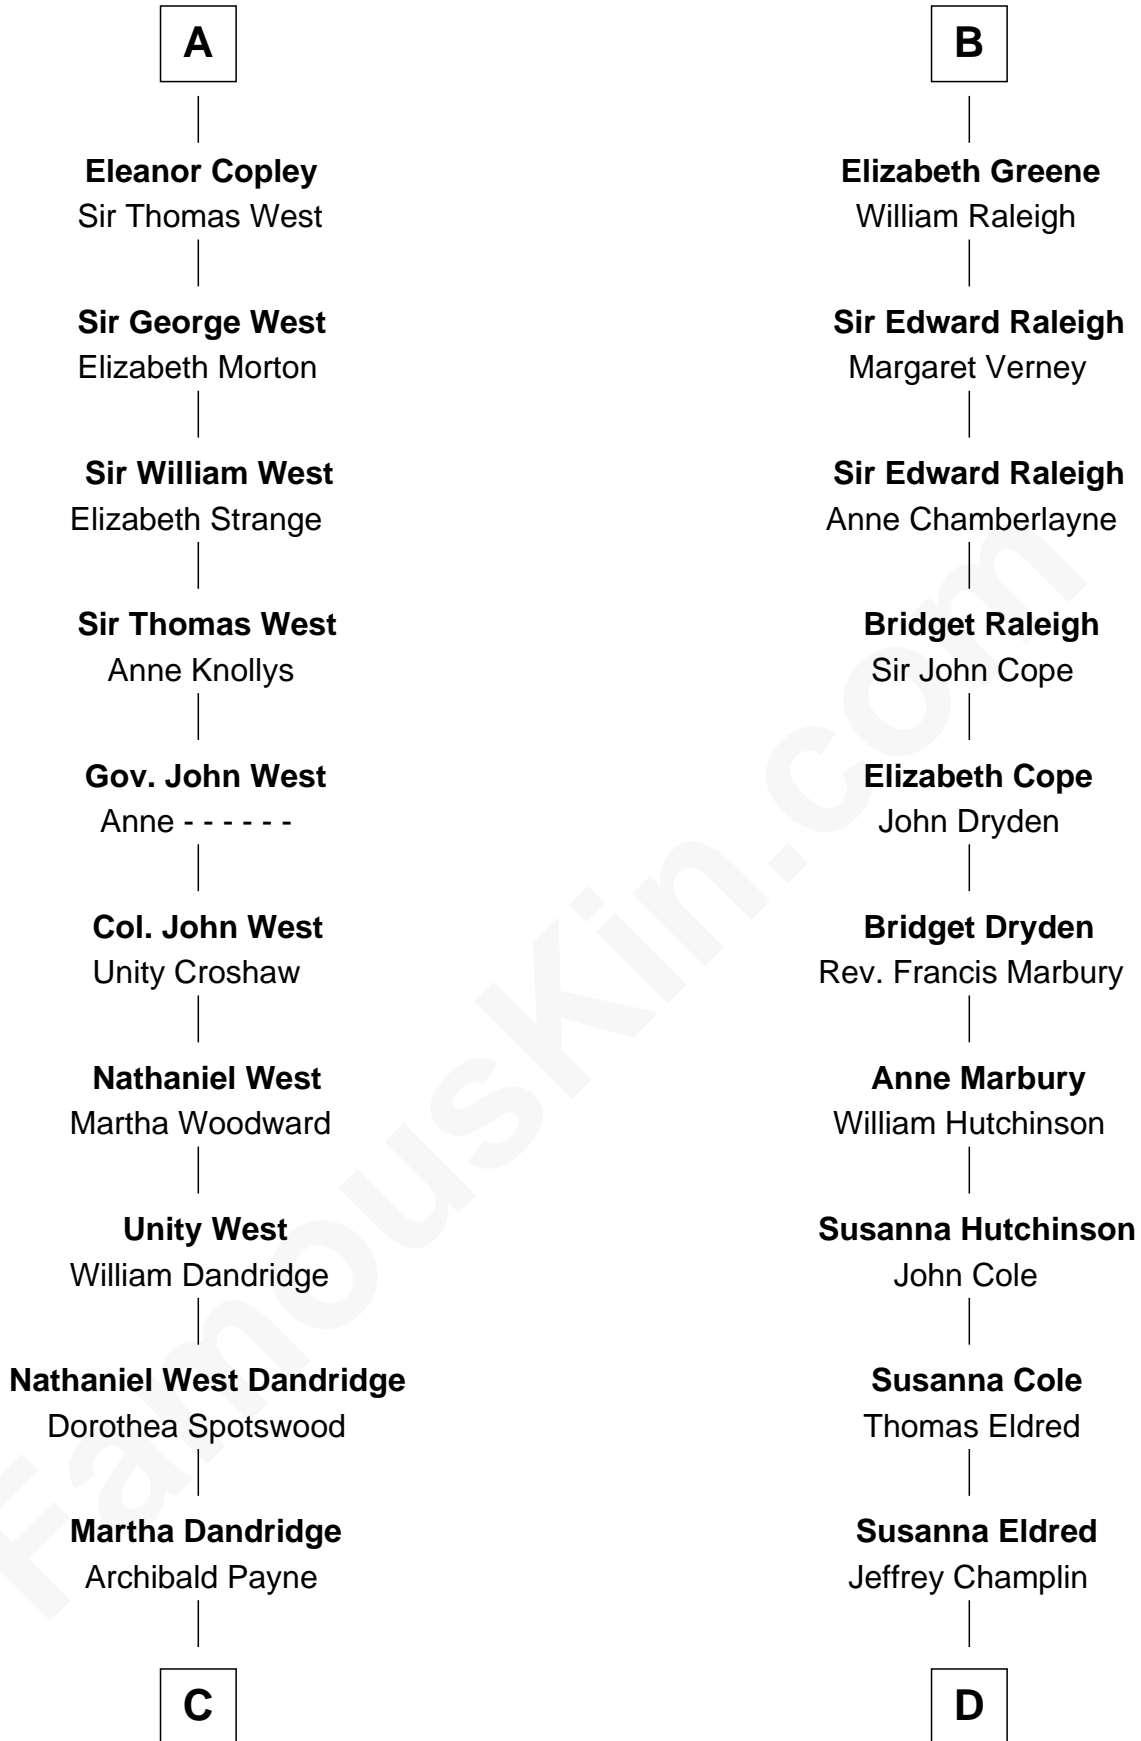 A
Eleanor Copley
Sir Thomas West
Sir George West
Elizabeth Morton
Sir William West
Elizabeth Strange
Sir Thomas West
Anne Knollys
Gov. John West
Anne - - - - - -
Col. John West
Unity Croshaw
Nathaniel West
Martha Woodward
Unity West
William Dandridge
Nathaniel West Dandridge
Dorothea Spotswood
Martha Dandridge
Archibald Payne
C
B
Elizabeth Greene
William Raleigh
Sir Edward Raleigh
Margaret Verney
Sir Edward Raleigh
Anne Chamberlayne
Bridget Raleigh
Sir John Cope
Elizabeth Cope
John Dryden
Bridget Dryden
Rev. Francis Marbury
Anne Marbury
William Hutchinson
Susanna Hutchinson
John Cole
Susanna Cole
Thomas Eldred
Susanna Eldred
Jeffrey Champlin
D
FamousKin.com